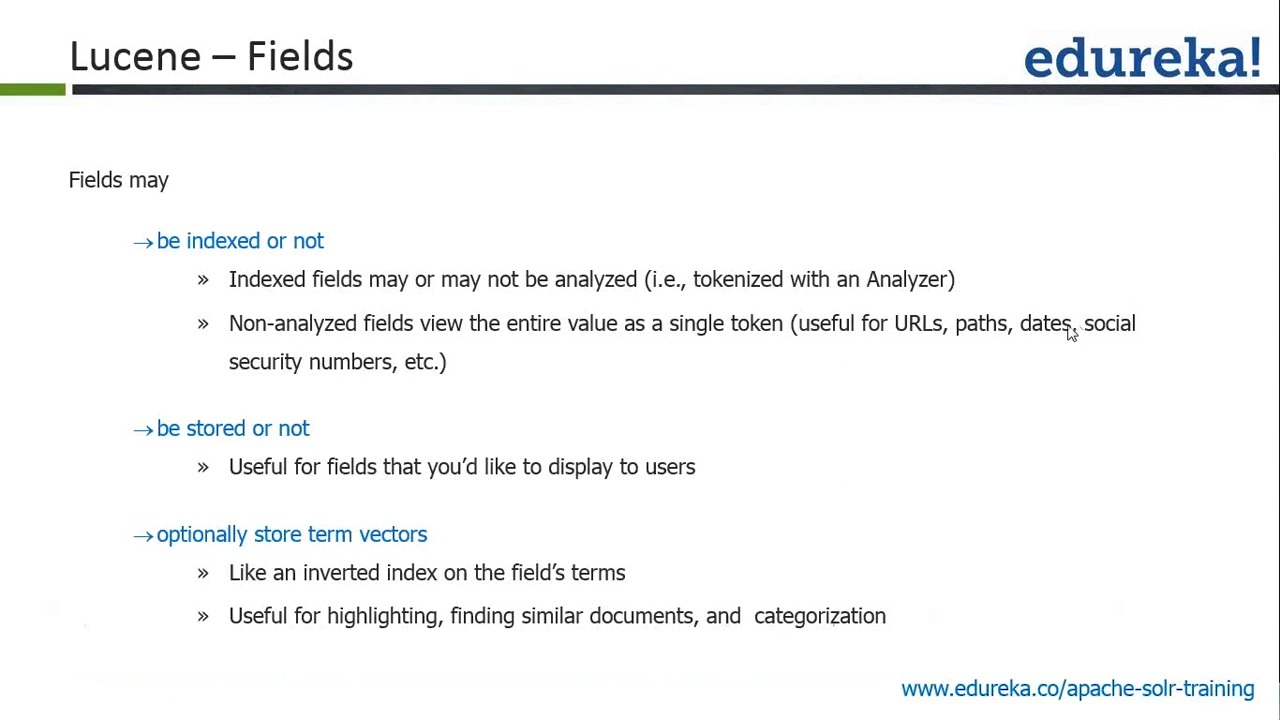 Lucene – Fields
edureka!
Fields may
→be indexed or not
» Indexed fields may or may not be analyzed (i.e., tokenized with an Analyzer)
» Non-analyzed fields view the entire value as a single token (useful for URLs, paths, dates, social
security numbers, etc.)
→be stored or not
» Useful for fields that you’d like to display to users
→optionally store term vectors
» Like an inverted index on the field’s terms
» Useful for highlighting, finding similar documents, and  categorization
www.edureka.co/apache-solr-training